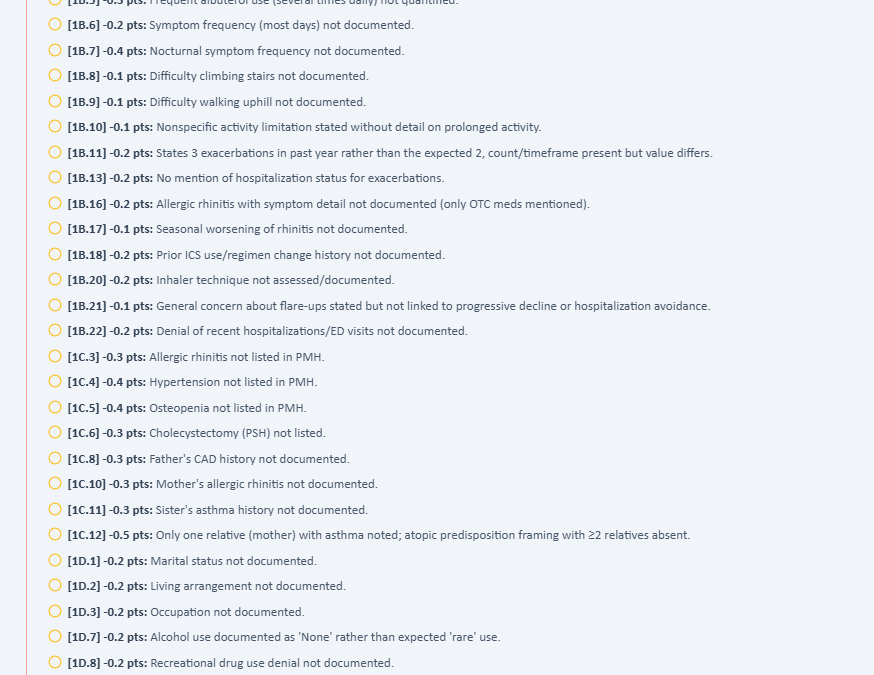 [1B.5] -0.3 pts: Frequent albuterol use (several times daily) not quantified.
[1B.6] -0.2 pts: Symptom frequency (most days) not documented.
[1B.7] -0.4 pts: Nocturnal symptom frequency not documented.
[1B.8] -0.1 pts: Difficulty climbing stairs not documented.
[1B.9] -0.1 pts: Difficulty walking uphill not documented.
[1B.10] -0.1 pts: Nonspecific activity limitation stated without detail on prolonged activity.
[1B.11] -0.2 pts: States 3 exacerbations in past year rather than the expected 2, count/timeframe present but value differs.
[1B.13] -0.2 pts: No mention of hospitalization status for exacerbations.
[1B.16] -0.2 pts: Allergic rhinitis with symptom detail not documented (only OTC meds mentioned).
[1B.17] -0.1 pts: Seasonal worsening of rhinitis not documented.
[1B.18] -0.2 pts: Prior ICS use/regimen change history not documented.
[1B.20] -0.2 pts: Inhaler technique not assessed/documented.
[1B.21] -0.1 pts: General concern about flare-ups stated but not linked to progressive decline or hospitalization avoidance.
[1B.22] -0.2 pts: Denial of recent hospitalizations/ED visits not documented.
[1C.3] -0.3 pts: Allergic rhinitis not listed in PMH.
[1C.4] -0.4 pts: Hypertension not listed in PMH.
[1C.5] -0.4 pts: Osteopenia not listed in PMH.
[1C.6] -0.3 pts: Cholecystectomy (PSH) not listed.
[1C.8] -0.3 pts: Father's CAD history not documented.
[1C.10] -0.3 pts: Mother's allergic rhinitis not documented.
[1C.11] -0.3 pts: Sister's asthma history not documented.
[1C.12] -0.5 pts: Only one relative (mother) with asthma noted; atopic predisposition framing with ≥2 relatives absent.
[1D.1] -0.2 pts: Marital status not documented.
[1D.2] -0.2 pts: Living arrangement not documented.
[1D.3] -0.2 pts: Occupation not documented.
[1D.7] -0.2 pts: Alcohol use documented as 'None' rather than expected 'rare' use.
[1D.8] -0.2 pts: Recreational drug use denial not documented.